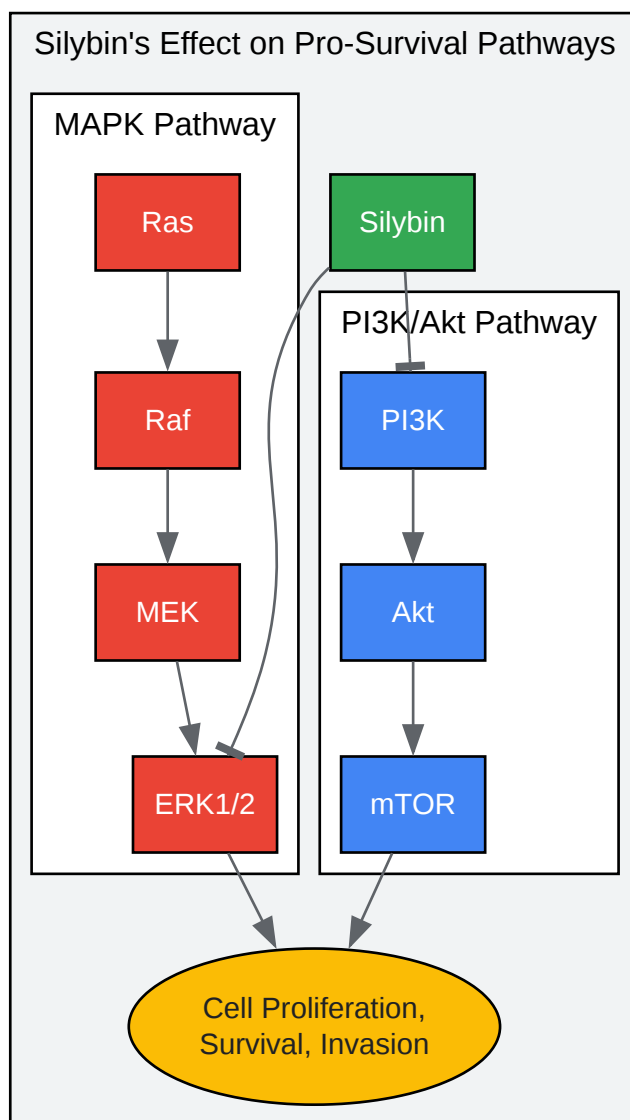 Silybin's Effect on Pro-Survival Pathways
MAPK Pathway
Ras
Silybin
PI3K/Akt Pathway
Raf
PI3K
MEK
Akt
ERK1/2
mTOR
Cell Proliferation,
Survival, Invasion